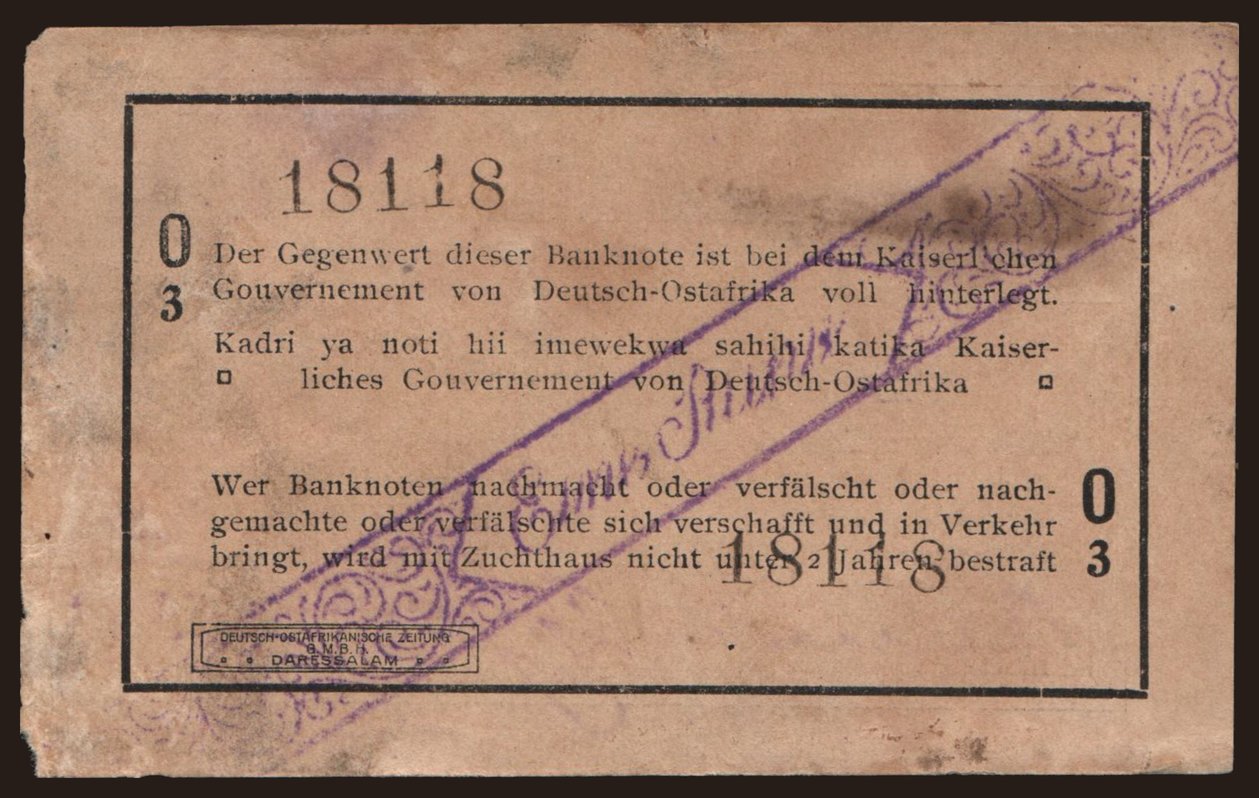 18118
0
3
Der Gegenwert dieser Banknote ist bei dem Kaiserlichen
Gouvernement von Deutsch-Ostafrika voll hinterlegt.
Kadri ya noti hii imewekwa sahihi katika Kaiser-
liches Gouvernement von Deutsch-Ostafrika
Wer Banknoten nachmacht oder verfälscht oder nach-
gemachte oder verfälschte sich verschafft und in Verkehr
bringt, wird mit Zuchthaus nicht unter 2 Jahren bestraft
0
3
18118
DEUTSCH-OSTAFRIKANISCHE ZEITUNG
G.M.B.H.
DARESSALAM